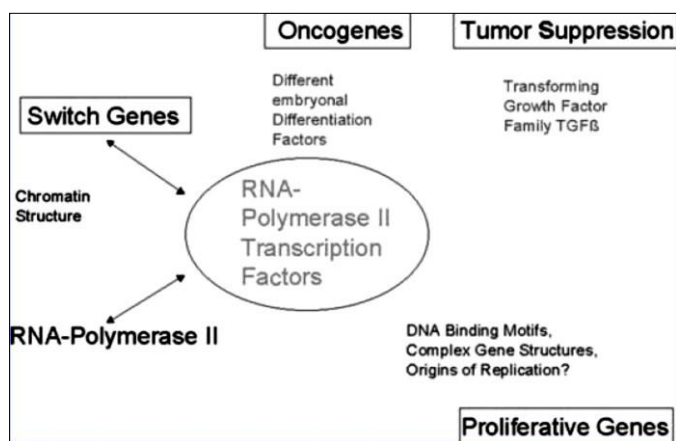 Oncogenes
Tumor Suppression
Different
embryonal
Differentiation
Factors
Transforming
Growth Factor
Family TGFß
Switch Genes
Chromatin
Structure
RNA-
Polymerase II
Transcription
Factors
RNA-Polymerase II
DNA Binding Motifs,
Complex Gene Structures,
Origins of Replication?
Proliferative Genes